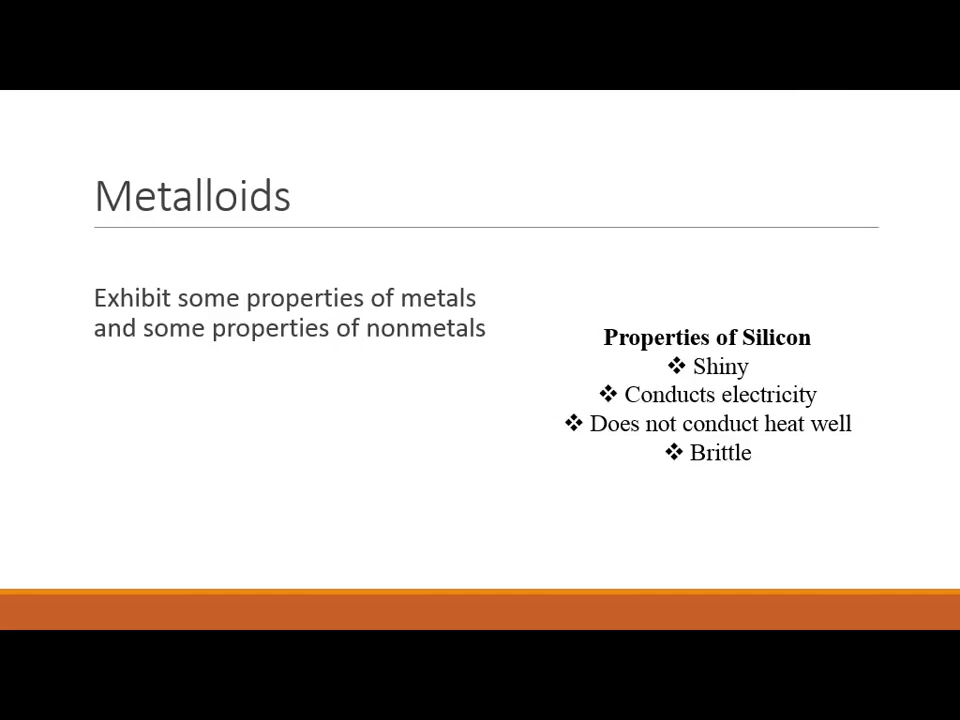 Metalloids
Exhibit some properties of metals
and some properties of nonmetals
Properties of Silicon
❖ Shiny
❖ Conducts electricity
❖ Does not conduct heat well
❖ Brittle